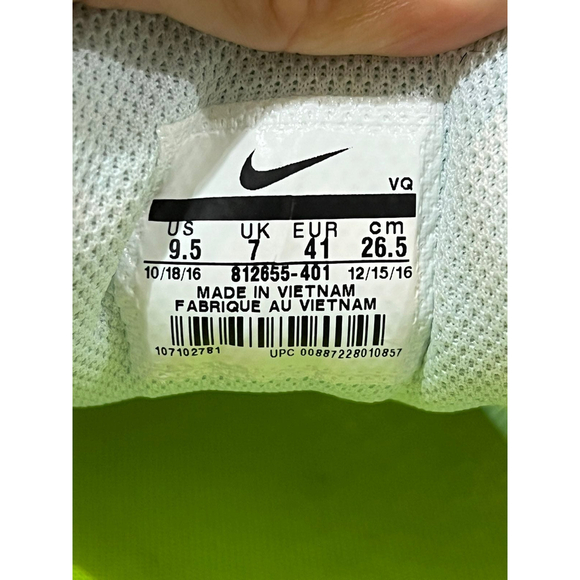 VQ
US UK EUR cm
9.5 7 41 26.5
10/18/16 812655-401 12/15/16
MADE IN VIETNAM
FABRIQUE AU VIETNAM
107102781 UPC 00887228010857